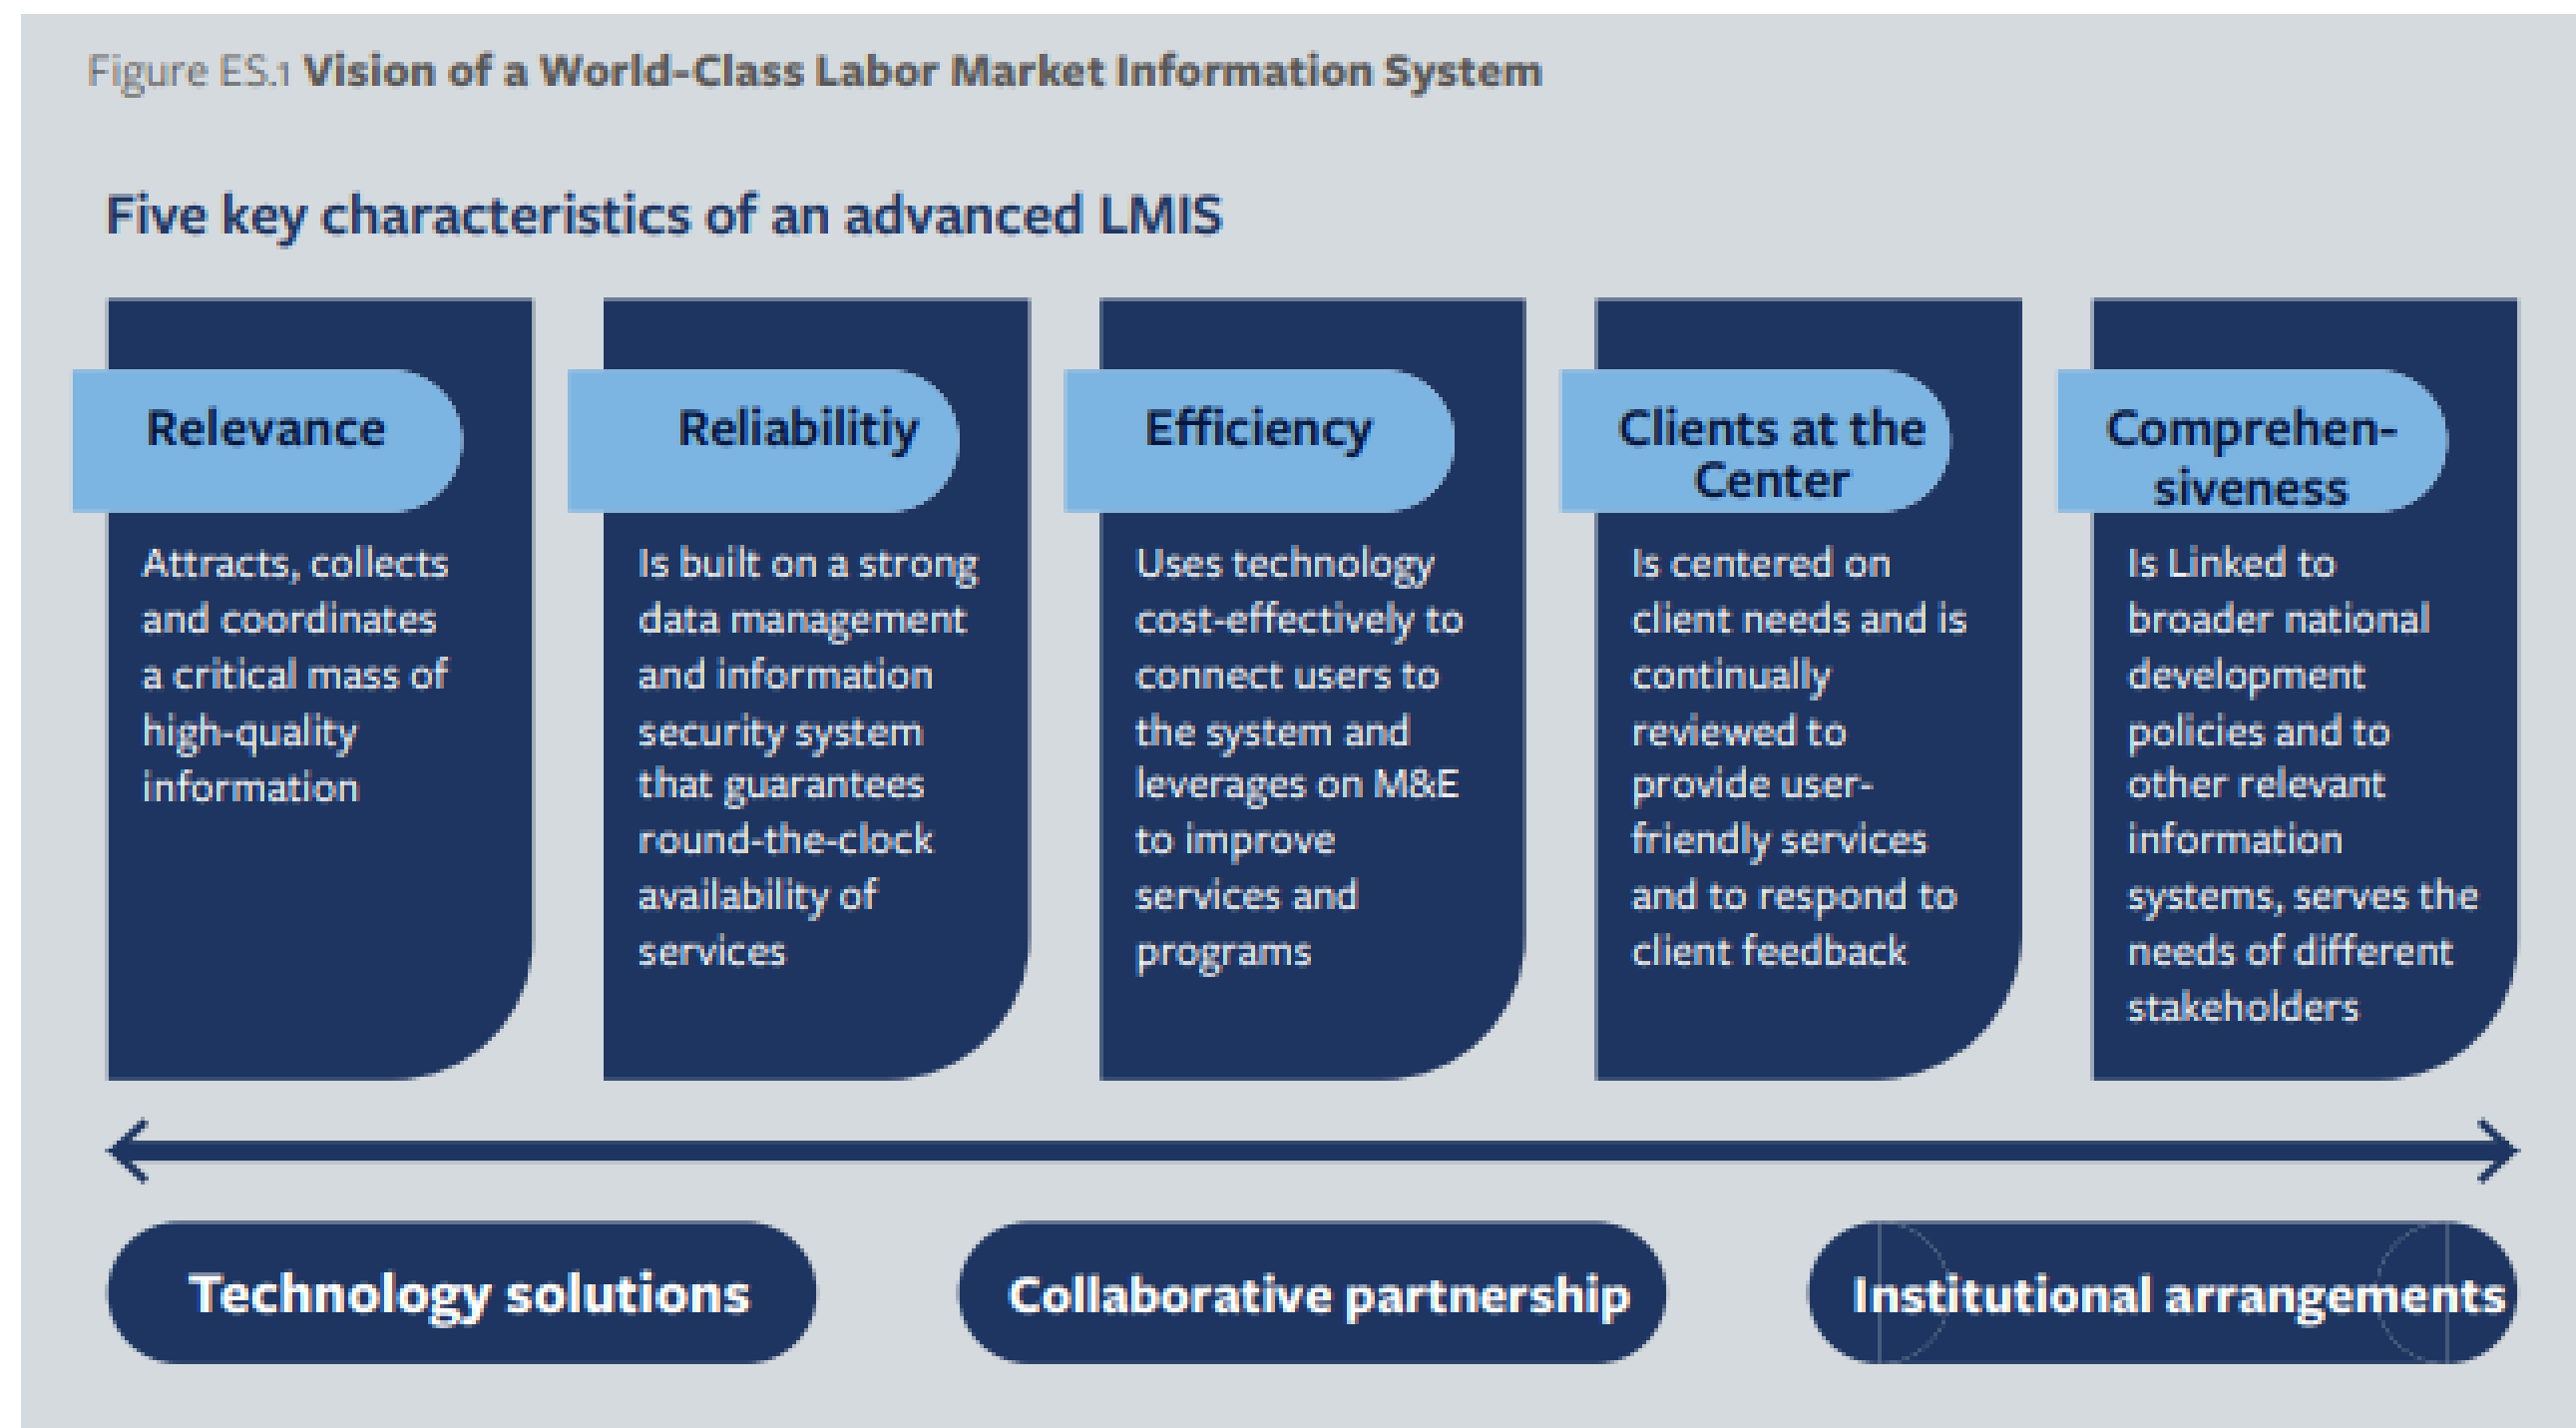 Figure ES.1 Vision of a World-Class Labor Market Information System
Five key characteristics of an advanced LMIS
Relevance
Attracts, collects
and coordinates
a critical mass of
high-quality
information
Reliabilitiy
Is built on a strong
data management
and information
security system
that guarantees
round-the-clock
availability of
services
Efficiency
Uses technology
cost-effectively to
connect users to
the system and
leverages on M&E
to improve
services and
programs
Clients at the
Center
Is centered on
client needs and is
continually
reviewed to
provide user-
friendly services
and to respond to
client feedback
Comprehen-
siveness
Is Linked to
broader national
development
policies and to
other relevant
information
systems, serves the
needs of different
stakeholders
Technology solutions
Collaborative partnership
Institutional arrangements